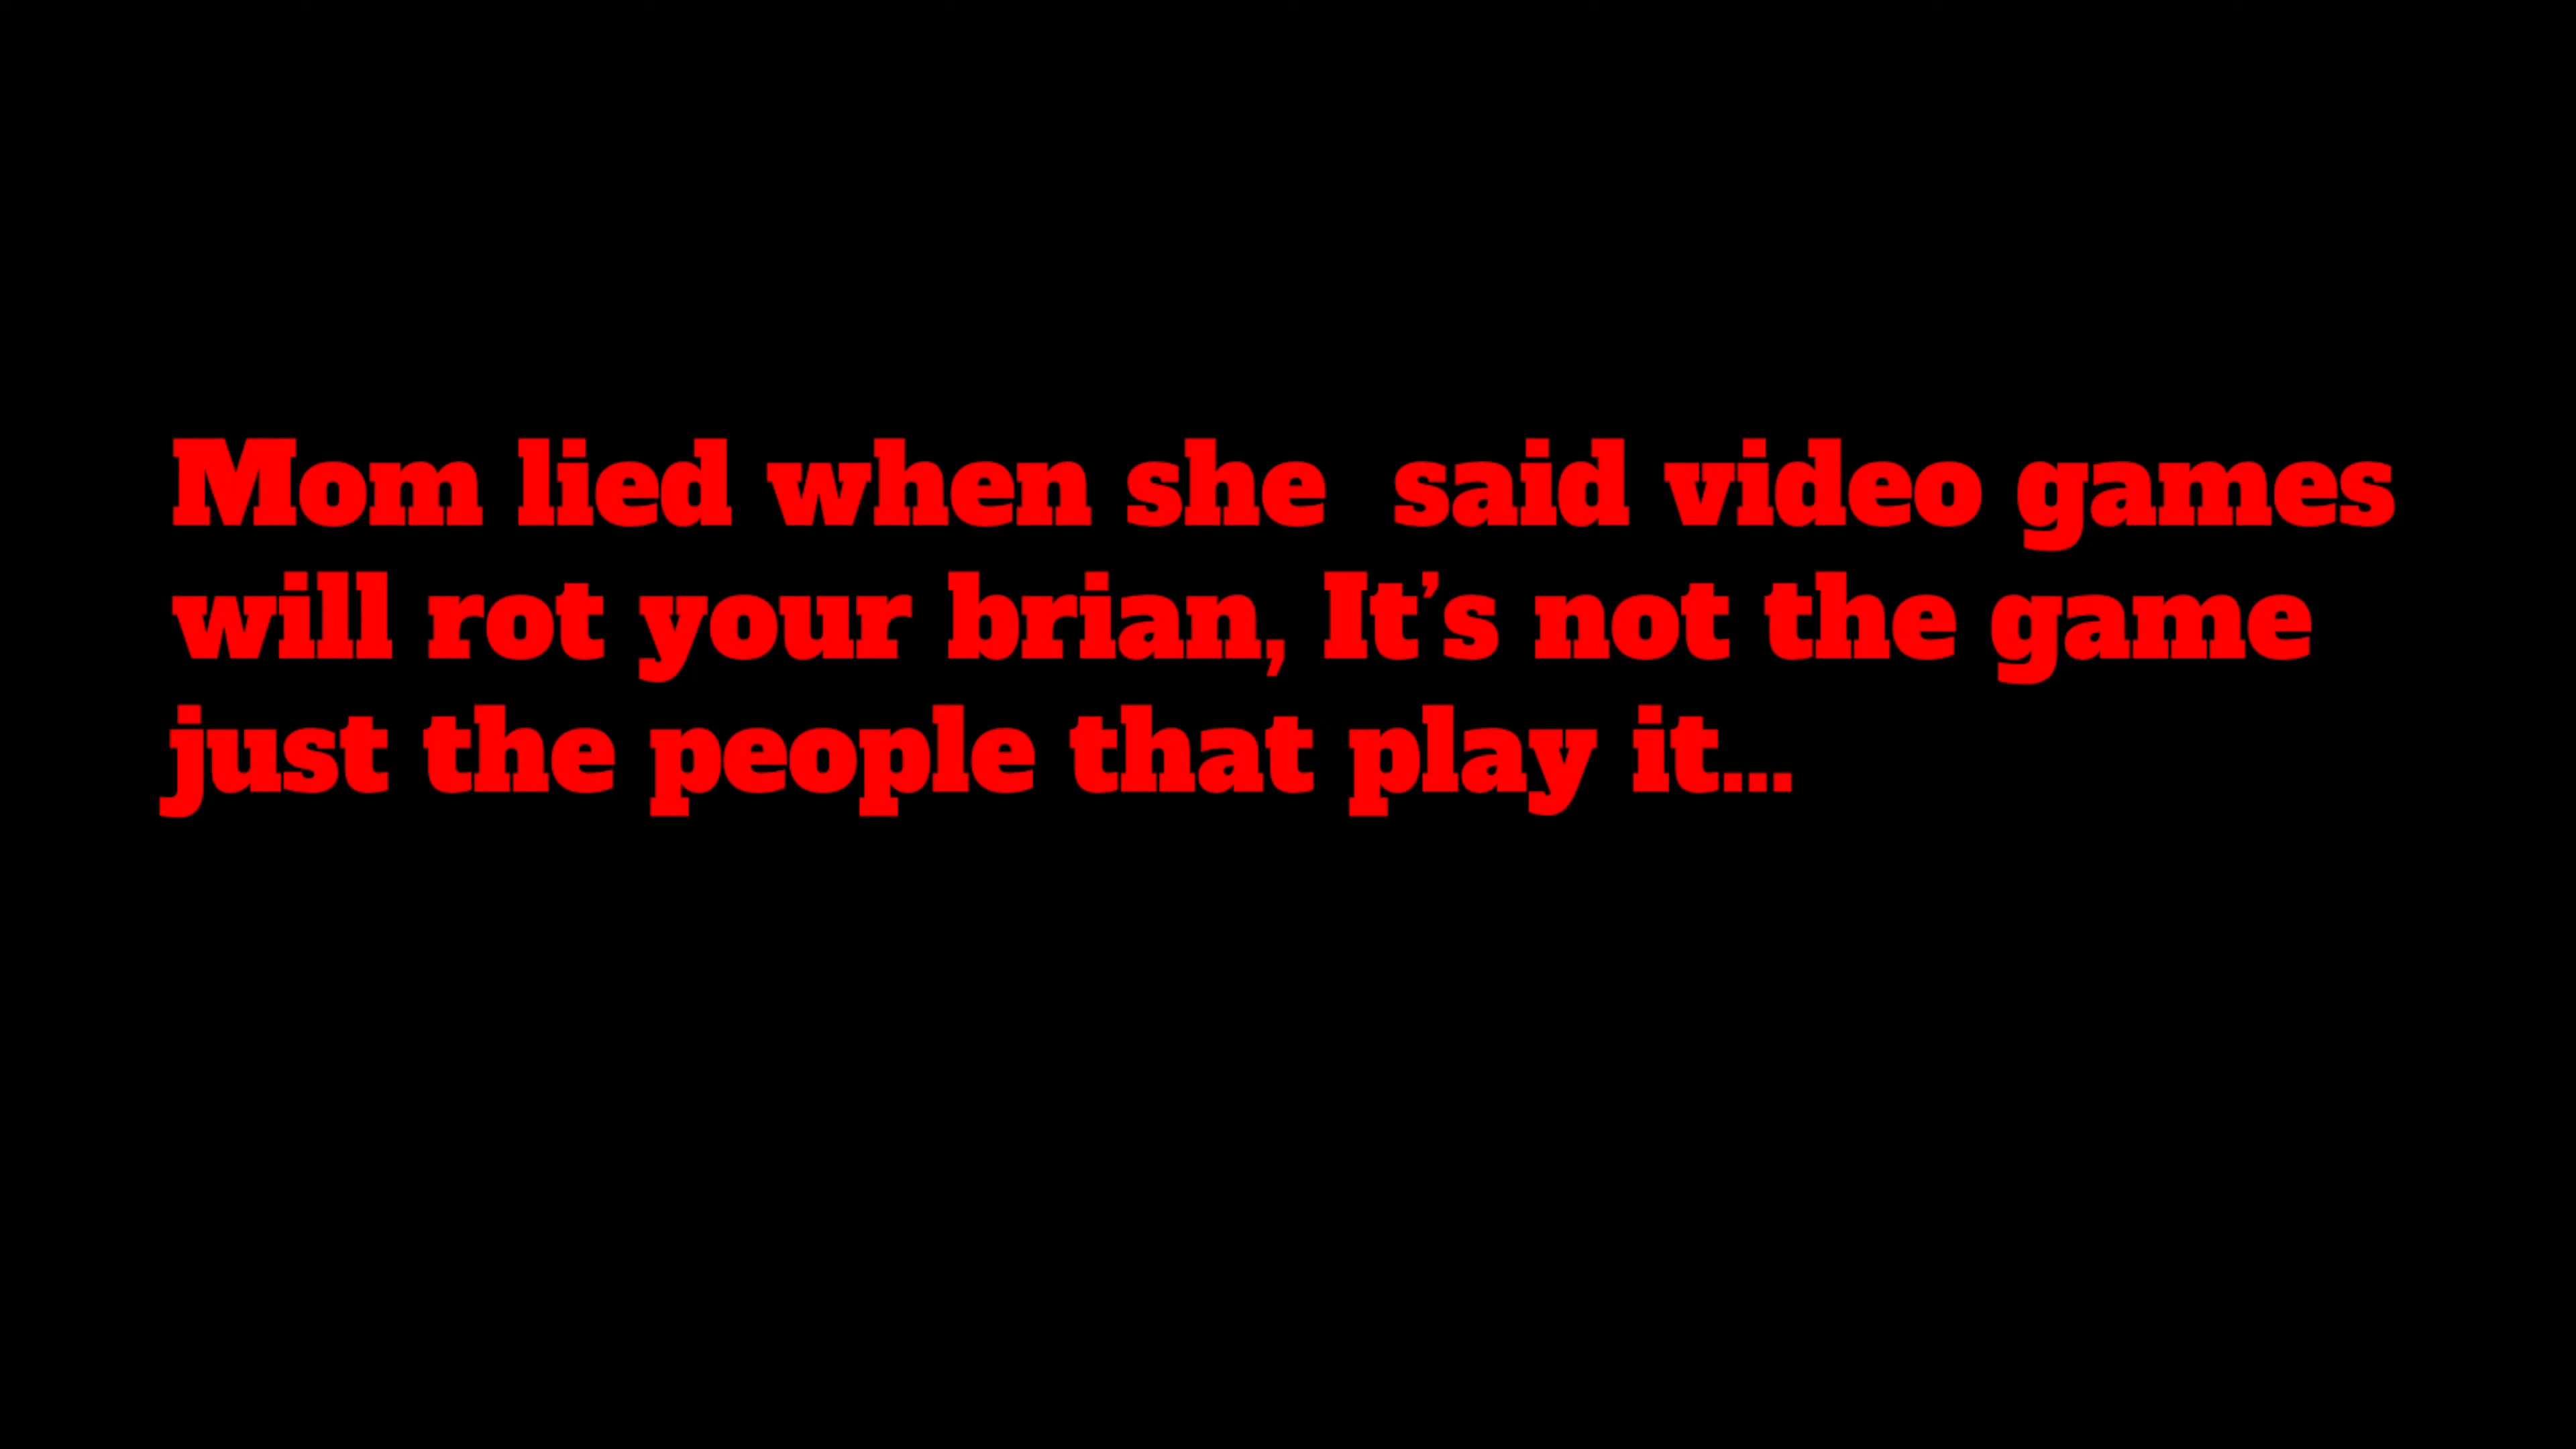 Mom lied when she  said video games
will rot your brian, It’s not the game
just the people that play it...